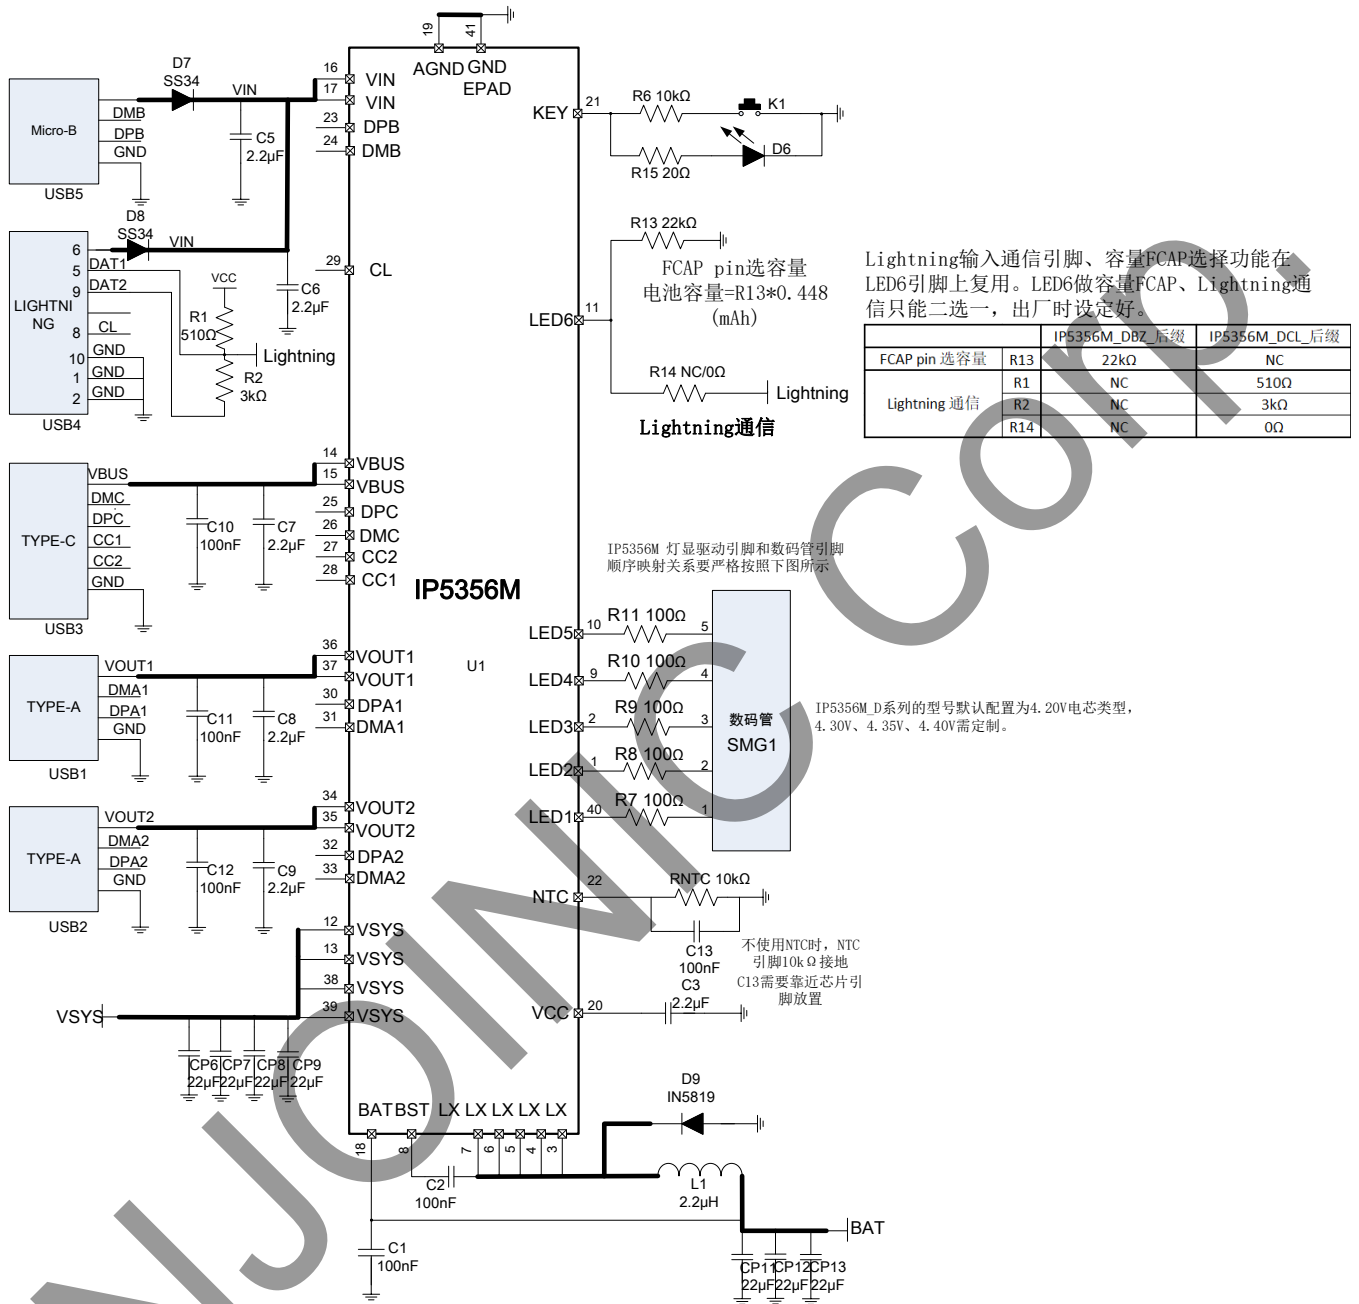 19
41
AGND
GND
EPAD
16
VIN
17
VIN
23
DPB
24
DMB
29
CL
14
VBUS
15
VBUS
25
DPC
26
DMC
27
CC2
28
CC1
36
VOUT1
37
VOUT1
30
DPA1
31
DMA1
34
VOUT2
35
VOUT2
32
DPA2
33
DMA2
12
VSYS
13
VSYS
38
VSYS
39
VSYS
IP5356M
U1
D7
SS34
VIN
Micro-B
DMB
DPB
GND
USB5
C5
2.2μF
D8
SS34
VIN
LIGHTNI
NG
6
5
DAT1
9
DAT2
8
CL
10
GND
1
GND
2
GND
USB4
VCC
R1
510Ω
R2
3kΩ
Lightning
C6
2.2μF
TYPE-C
VBUS
DMC
DPC
CC1
CC2
GND
USB3
C10
100nF
C7
2.2μF
TYPE-A
VOUT1
DMA1
DPA1
GND
USB1
C11
100nF
C8
2.2μF
TYPE-A
VOUT2
DMA2
DPA2
GND
USB2
C12
100nF
C9
2.2μF
VSYS
CP6
22μF
CP7
22μF
CP8
22μF
CP9
22μF
KEY
21
R6 10kΩ
K1
R15 20Ω
D6
LED6
11
R13 22kΩ
FCAP pin选容量
电池容量=R13*0.448
(mAh)
R14 NC/0Ω
Lightning
Lightning通信
Lightning输入通信引脚、容量FCAP选择功能在
LED6引脚上复用。LED6做容量FCAP、Lightning通
信只能二选一，出厂时设定好。
IP5356M_DBZ_后缀 IP5356M_DCL_后缀
FCAP pin 选容量 R13 22kΩ NC
Lightning 通信 R1 NC 510Ω
R2 NC 3kΩ
R14 NC 0Ω
IP5356M 灯显驱动引脚和数码管引脚
顺序映射关系要严格按照下图所示
LED5
10
R11 100Ω
5
LED4
9
R10 100Ω
4
LED3
2
R9 100Ω
3
LED2
1
R8 100Ω
2
LED1
40
R7 100Ω
1
数码管
SMG1
IP5356M_D系列的型号默认配置为4.20V电芯类型，
4.30V、4.35V、4.40V需定制。
NTC
22
RNTC 10kΩ
C13
100nF
不使用NTC时，NTC
引脚10kΩ接地
C13需要靠近芯片引
脚放置
VCC
20
C3
2.2μF
BAT
BST
LX
LX
LX
LX
LX
18
8
7
6
5
4
3
C2
100nF
D9
IN5819
L1
2.2μH
C1
100nF
BAT
CP11
22μF
CP12
22μF
CP13
22μF
NJOINIC Corp.